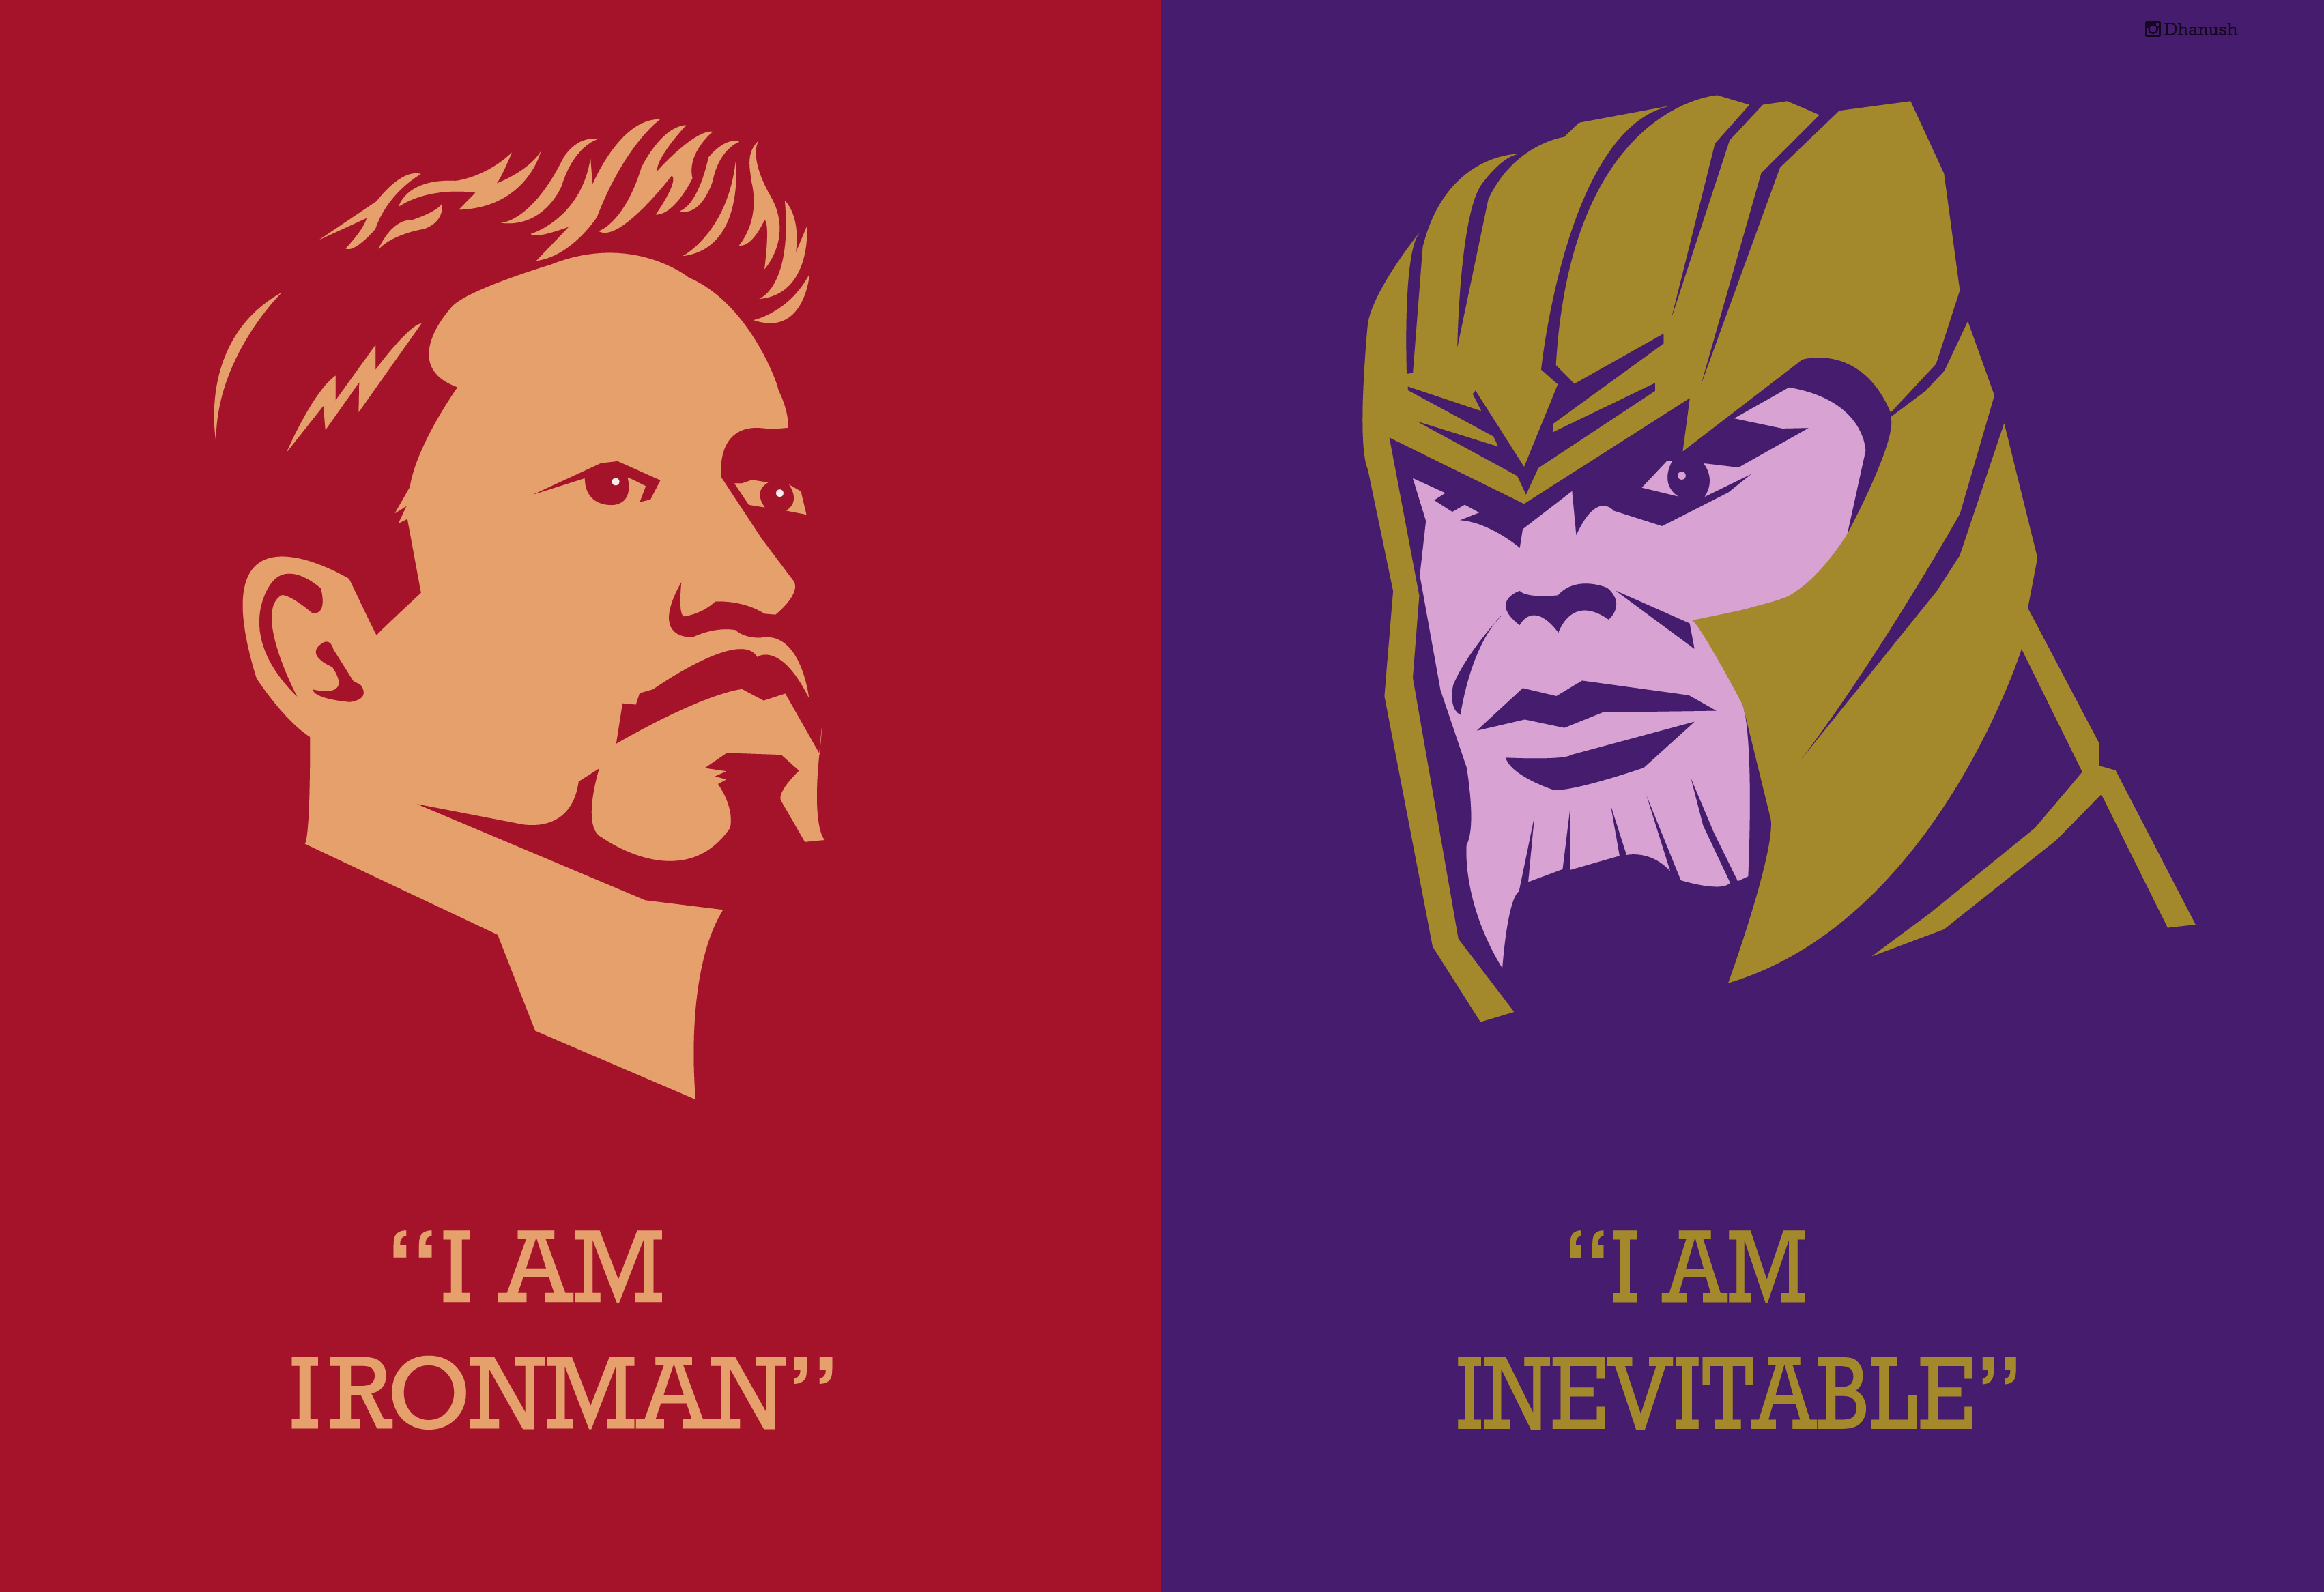 Dhanush
“I AM
IRONMAN”
“I AM
INEVITABLE”